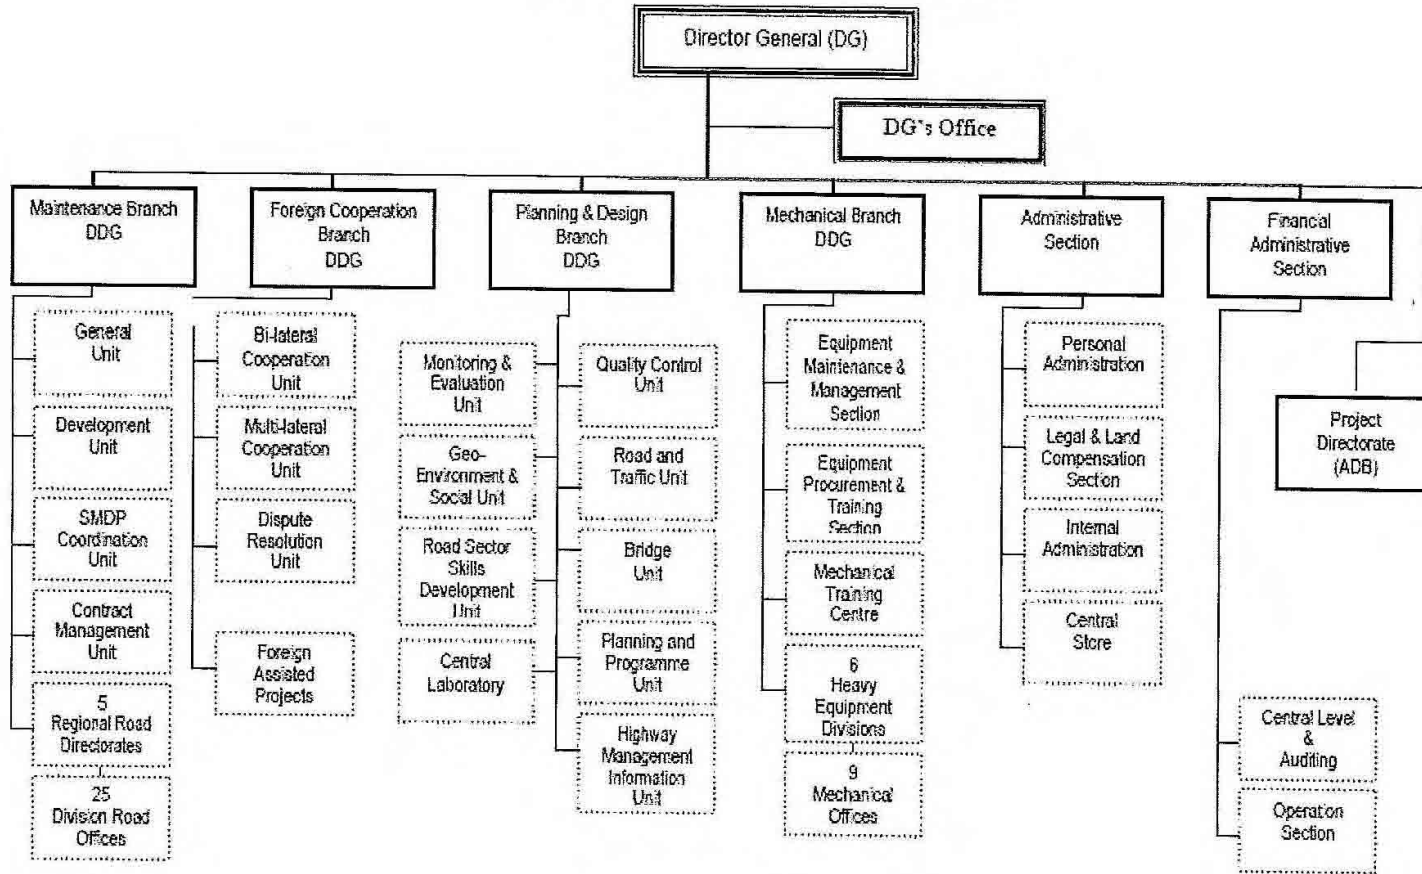 Director General (DG)
DG's Office
Maintenance Branch
DDG
Foreign Cooperation
Branch
DDG
Planning & Design
Branch
DDG
Mechanical Branch
DDG
Administrative
Section
Financial
Administrative
Section
General
Unit
Development
Unit
SMDP
Coordination
Unit
Contract
Management
Unit
5
Regional Road
Directorates
25
Division Road
Offices
Bi-lateral
Cooperation
Unit
Multi-lateral
Cooperation
Unit
Dispute
Resolution
Unit
Foreign
Assisted
Projects
Monitoring &
Evaluation
Unit
Geo-
Environment &
Social Unit
Road Sector
Skills
Development
Unit
Central
Laboratory
Quality Control
Unit
Road and
Traffic Unit
Bridge
Unit
Planning and
Programme
Unit
Highway
Management
Information
Unit
Equipment
Maintenance &
Management
Section
Equipment
Procurement &
Training
Section
Mechanical
Training
Centre
6
Heavy
Equipment
Divisions
9
Mechanical
Offices
Personal
Administration
Legal & Land
Compensation
Section
Internal
Administration
Central
Store
Central Level
&
Auditing
Operation
Section
Project
Directorate
(ADB)